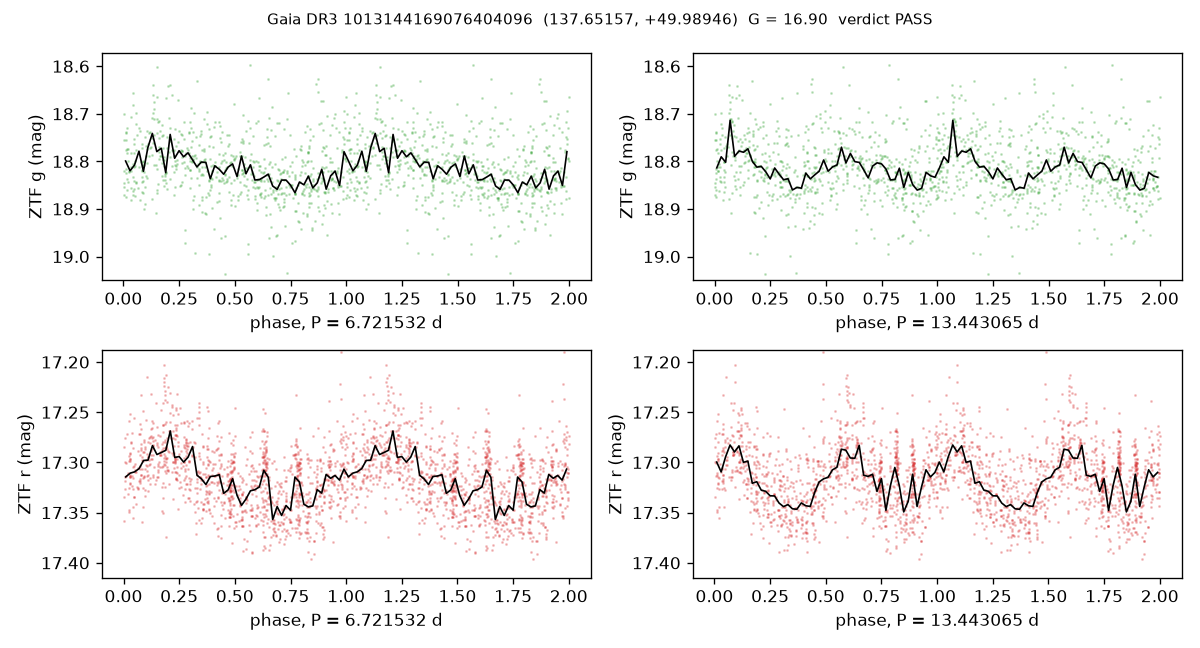 Gaia DR3 1013144169076404096  (137.65157, +49.98946)  G = 16.90  verdict PASS
ZTF g (mag)
18.6
18.7
18.8
18.9
19.0
0.00 0.25 0.50 0.75 1.00 1.25 1.50 1.75 2.00
phase, P = 6.721532 d
ZTF g (mag)
18.6
18.7
18.8
18.9
19.0
0.00 0.25 0.50 0.75 1.00 1.25 1.50 1.75 2.00
phase, P = 13.443065 d
ZTF r (mag)
17.20
17.25
17.30
17.35
17.40
0.00 0.25 0.50 0.75 1.00 1.25 1.50 1.75 2.00
phase, P = 6.721532 d
ZTF r (mag)
17.20
17.25
17.30
17.35
17.40
0.00 0.25 0.50 0.75 1.00 1.25 1.50 1.75 2.00
phase, P = 13.443065 d